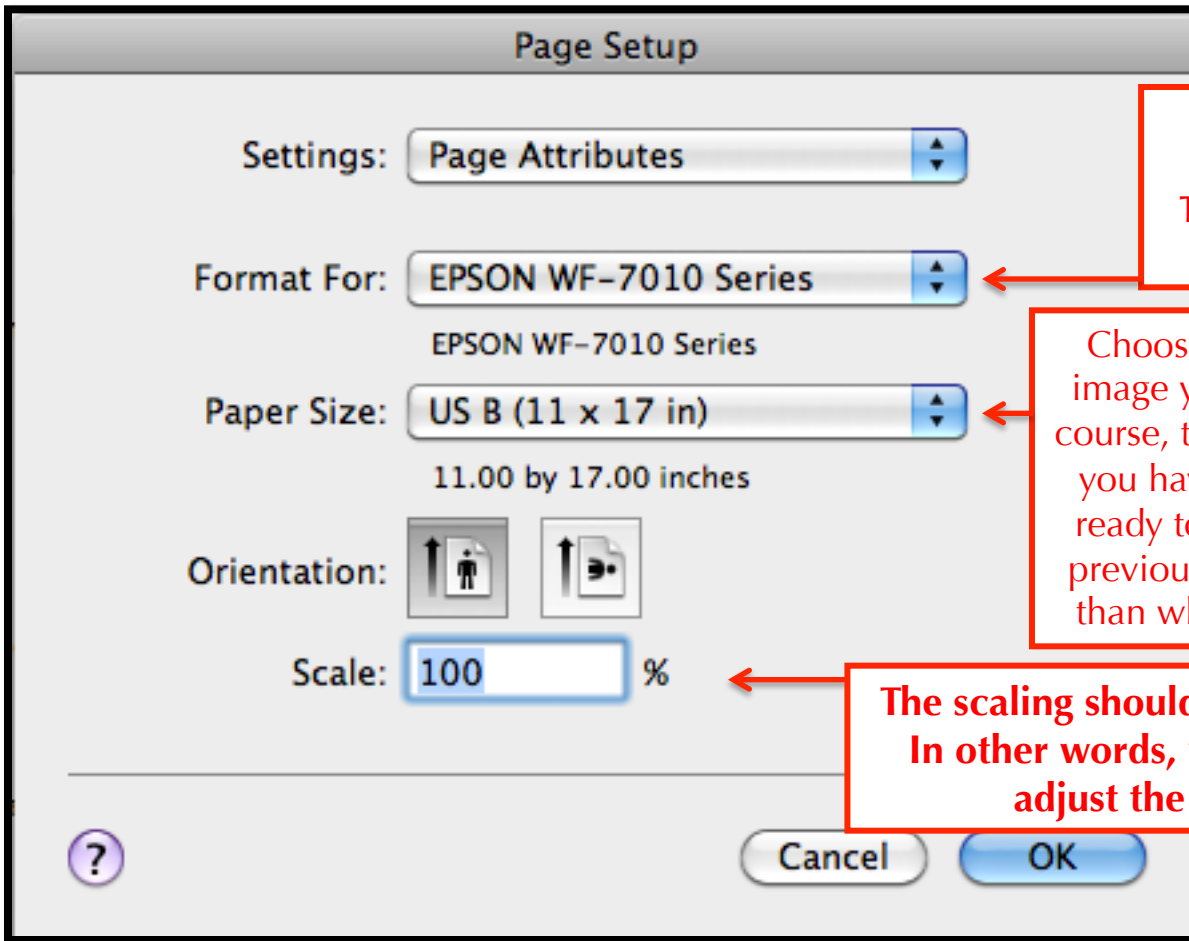 Page Setup
Settings: Page Attributes
Format For: EPSON WF-7010 Series
EPSON WF-7010 Series
Paper Size: US B (11 x 17 in)
11.00 by 17.00 inches
Orientation:
Scale: 100 %
? Cancel OK
Choos
image
course,
you
ready
previou
than
The scaling should
In other words,
adjust the